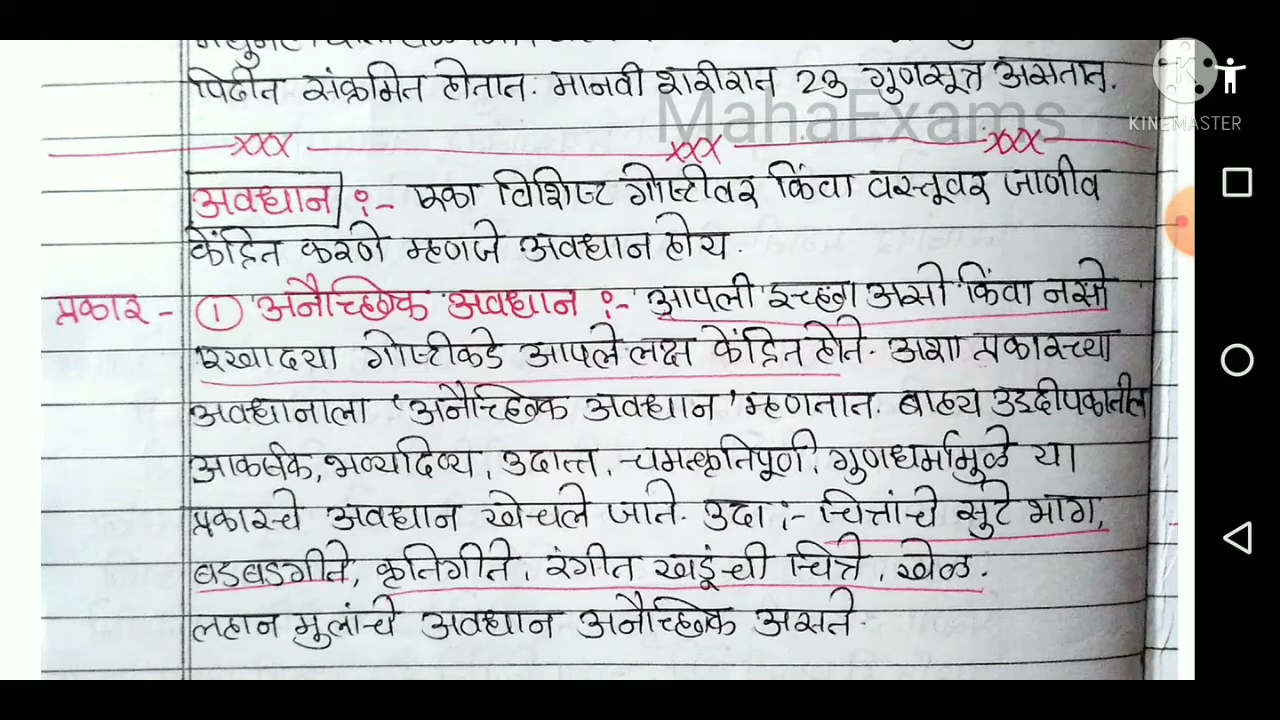 पिढीत संक्रमित होतात. मानवी शरीरात 23 गुणसूत्र असतात.
MahaExams
KINEMASTER
xxx xxx xxx
अवधान :- एका विशिष्ट गोष्टीवर किंवा वस्तूवर जाणीव
केंद्रित करणे म्हणजे अवधान होय.
प्रकार - ① अनैच्छिक अवधान :- आपली इच्छा असो किंवा नसो
एखादया गोष्टीकडे आपले लक्ष केंद्रित होते. अशा प्रकारच्या
अवधानाला 'अनैच्छिक अवधान' म्हणतात. बाह्य उद्दीपकातील
आकर्षक, भव्यदिव्य, उदात्त, चमत्कृतिपूर्ण, गुणधर्मामुळे या
प्रकारचे अवधान खेचले जाते. उदा :- चित्तांचे सुटे भाग,
बडबडगीते, कृतिगीते, रंगीत खडूंची चित्रे, खेळ.
लहान मुलांचे अवधान अनैच्छिक असते.